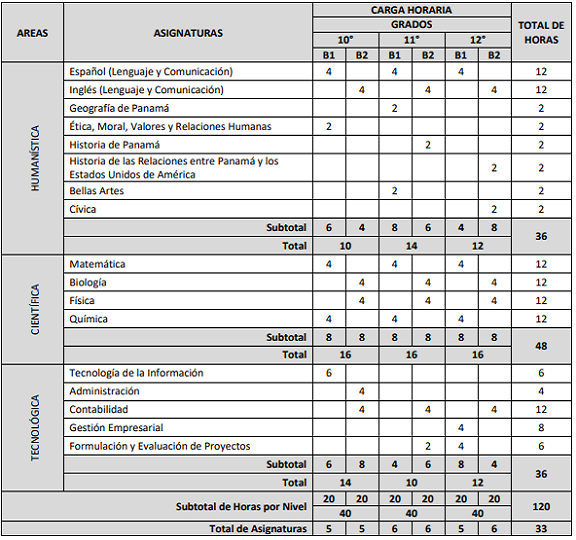 AREAS ASIGNATURAS CARGA HORARIA TOTAL DE HORAS
GRADOS
10° 11° 12°
B1 B2 B1 B2 B1 B2
HUMANÍSTICA
Español (Lenguaje y Comunicación) 4 4 4 12
Inglés (Lenguaje y Comunicación) 4 4 4 12
Geografía de Panamá 2 2
Ética, Moral, Valores y Relaciones Humanas 2 2
Historia de Panamá 2 2
Historia de las Relaciones entre Panamá y los
Estados Unidos de América 2 2
Bellas Artes 2 2
Cívica 2 2
Subtotal 6 4 8 6 4 8 36
Total 10 14 12
CIENTÍFICA
Matemática 4 4 4 12
Biología 4 4 4 12
Física 4 4 4 12
Química 4 4 4 12
Subtotal 8 8 8 8 8 8 48
Total 16 16 16
TECNOLÓGICA
Tecnología de la Información 6 6
Administración 4 4
Contabilidad 4 4 4 12
Gestión Empresarial 4 8
Formulación y Evaluación de Proyectos 2 4 6
Subtotal 6 8 4 6 8 4 36
Total 14 10 12
Subtotal de Horas por Nivel 20 20 20 20 20 20 120
40 40 40
Total de Asignaturas 5 5 6 6 5 6 33